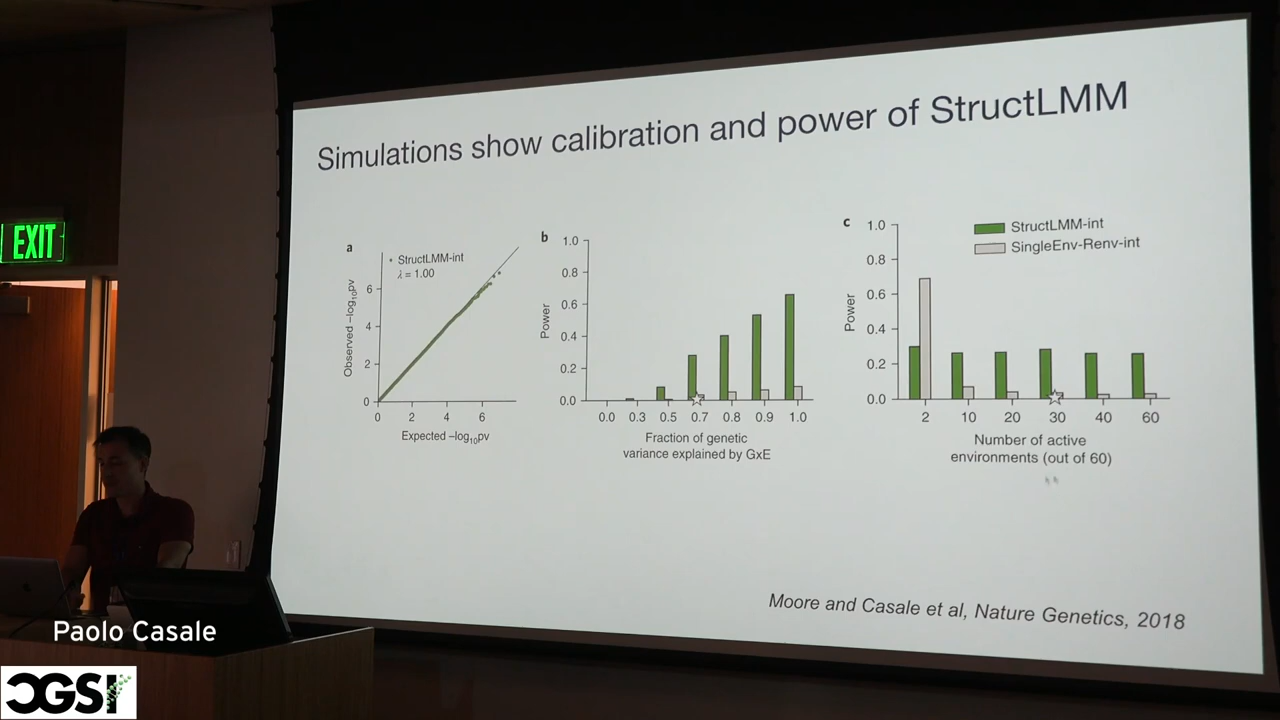 Simulations show calibration and power of StructLMM
a
StructLMM-int
λ = 1.00
Observed –log10pv
6
4
2
0
0 2 4 6
Expected –log10pv
b
Power
1.0
0.8
0.6
0.4
0.2
0.0
0.0 0.3 0.5 0.7 0.8 0.9 1.0
Fraction of genetic
variance explained by GxE
c
StructLMM-int
SingleEnv-Renv-int
Power
1.0
0.8
0.6
0.4
0.2
0.0
2 10 20 30 40 60
Number of active
environments (out of 60)
Moore and Casale et al, Nature Genetics, 2018
EXIT
Paolo Casale
CGSI